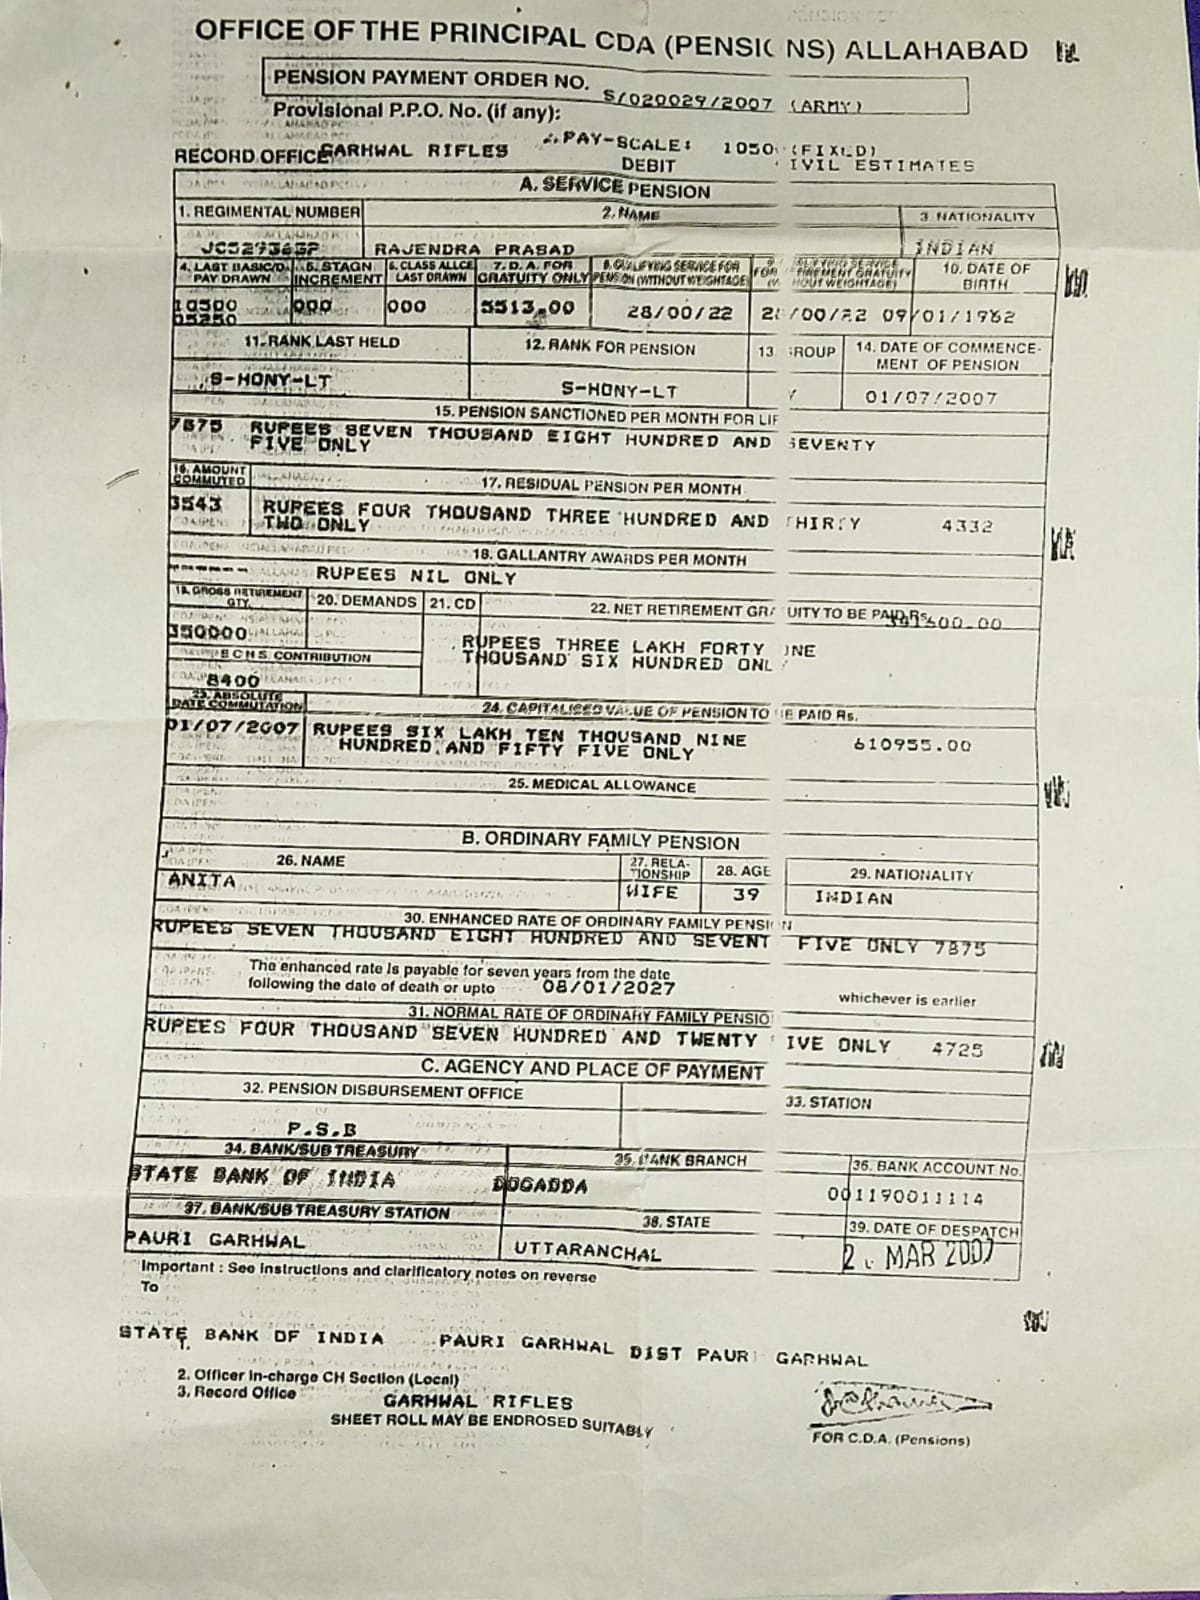 OFFICE OF THE PRINCIPAL CDA (PENSIONS) ALLAHABAD
PENSION PAYMENT ORDER NO. S/020029/2007 (ARMY)
Provisional P.P.O. No. (if any):
RECORD OFFICE GARHWAL RIFLES PAY-SCALE: 1050 (FIXED)
DEBIT IVIL ESTIMATES
A. SERVICE PENSION
1. REGIMENTAL NUMBER 2. NAME 3. NATIONALITY
RAJENDRA PRASAD INDIAN
4. LAST BASIC/D. PAY DRAWN 5. STAGN INCREMENT 6. CLASS ALLCE LAST DRAWN 7. D. A. FOR GRATUITY ONLY 8. QUALIFYING SERVICE FOR PENSION (WITHOUT WEIGHTAGE) 10. DATE OF BIRTH
10500 000 000 5513.00 28/00/22 09/01/1962
05250
11. RANK LAST HELD 12. RANK FOR PENSION 13 GROUP 14. DATE OF COMMENCE-
MENT OF PENSION
S-HONY-LT S-HONY-LT Y 01/07/2007
15. PENSION SANCTIONED PER MONTH FOR LIF
7875 RUPEES SEVEN THOUSAND EIGHT HUNDRED AND SEVENTY
FIVE ONLY
16. AMOUNT COMMUTED 17. RESIDUAL PENSION PER MONTH
3543 RUPEES FOUR THOUSAND THREE HUNDRED AND THIRTY 4332
TWO ONLY
18. GALLANTRY AWARDS PER MONTH
RUPEES NIL ONLY
19. GROSS RETIREMENT GTY. 20. DEMANDS 21. CD 22. NET RETIREMENT GRATUITY TO BE PAID Rs. 341600.00
350000 RUPEES THREE LAKH FORTY ONE
E C H S. CONTRIBUTION THOUSAND SIX HUNDRED ONLY
8400
23. ABSOLUTE DATE COMMUTATION 24. CAPITALISED VALUE OF PENSION TO BE PAID Rs.
01/07/2007 RUPEES SIX LAKH TEN THOUSAND NINE 610955.00
HUNDRED AND FIFTY FIVE ONLY
25. MEDICAL ALLOWANCE
B. ORDINARY FAMILY PENSION
26. NAME 27. RELA-
TIONSHIP 28. AGE 29. NATIONALITY
ANITA WIFE 39 INDIAN
30. ENHANCED RATE OF ORDINARY FAMILY PENSION
RUPEES SEVEN THOUSAND EIGHT HUNDRED AND SEVENT FIVE ONLY 7875
The enhanced rate is payable for seven years from the date
following the date of death or upto 08/01/2027 whichever is earlier
31. NORMAL RATE OF ORDINARY FAMILY PENSIO
RUPEES FOUR THOUSAND SEVEN HUNDRED AND TWENTY IVE ONLY 4725
C. AGENCY AND PLACE OF PAYMENT
32. PENSION DISBURSEMENT OFFICE 33. STATION
P.S.B
34. BANK/SUB TREASURY 35. BANK BRANCH 36. BANK ACCOUNT No.
STATE BANK OF INDIA DOGADDA 001190011114
37. BANK/SUB TREASURY STATION 38. STATE 39. DATE OF DESPATCH
PAURI GARHWAL UTTARANCHAL MAR 2007
Important : See instructions and clarificatory notes on reverse
To
STATE BANK OF INDIA PAURI GARHWAL DIST PAURI GARHWAL
1.
2. Officer In-charge CH Section (Local)
3. Record Office GARHWAL RIFLES
SHEET ROLL MAY BE ENDROSED SUITABLY
FOR C.D.A. (Pensions)